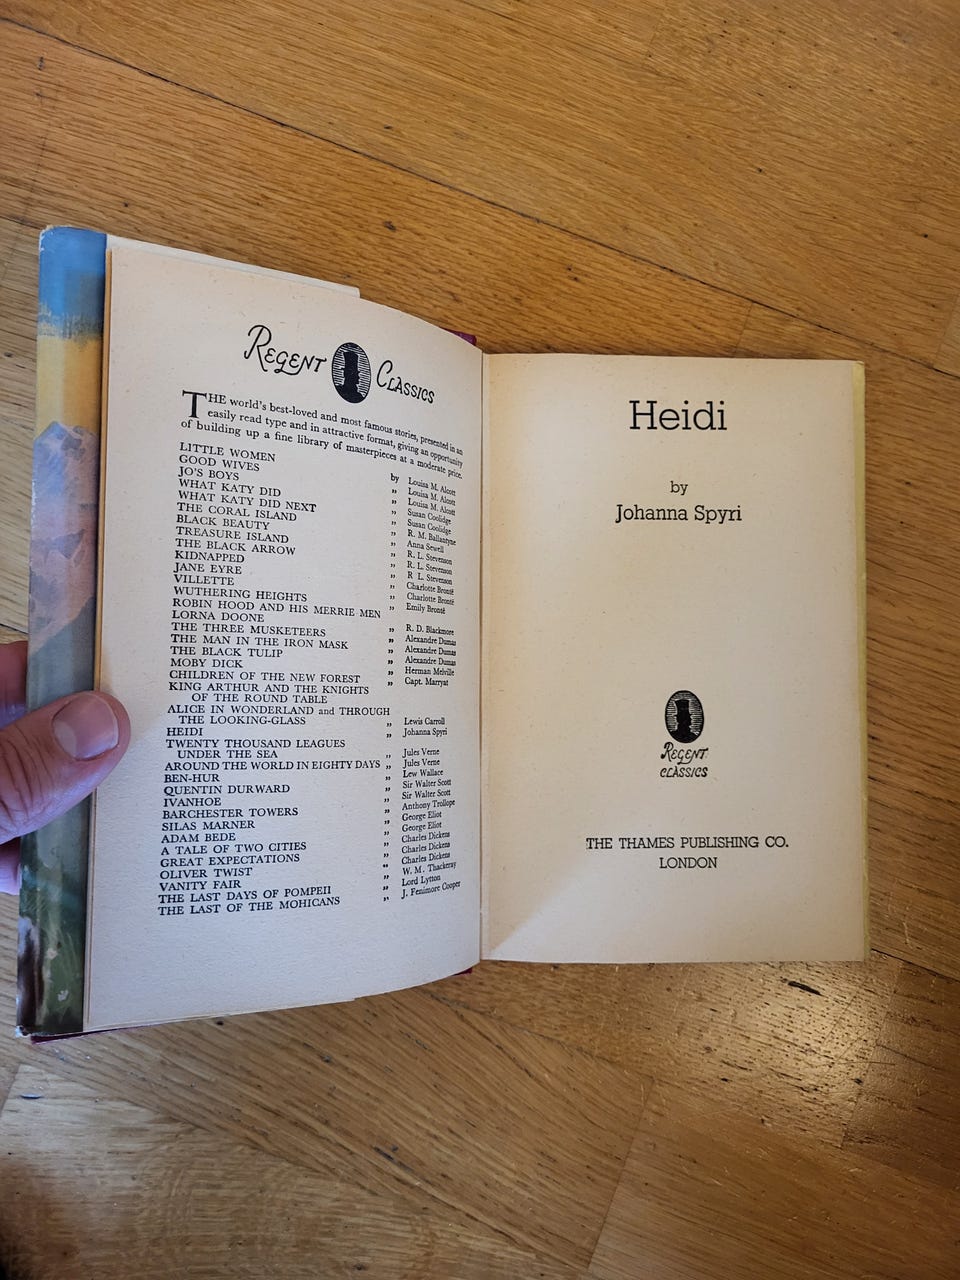 REGENT CLASSICS
THE world's best-loved and most famous stories, presented in an
easily read type and in attractive format, giving an opportunity
of building up a fine library of masterpieces at a moderate price.
LITTLE WOMEN by Louisa M. Alcott
GOOD WIVES „ Louisa M. Alcott
JO'S BOYS „ Louisa M. Alcott
WHAT KATY DID „ Susan Coolidge
WHAT KATY DID NEXT „ Susan Coolidge
THE CORAL ISLAND „ R. M. Ballantyne
BLACK BEAUTY „ Anna Sewell
TREASURE ISLAND „ R. L. Stevenson
THE BLACK ARROW „ R. L. Stevenson
KIDNAPPED „ R L. Stevenson
JANE EYRE „ Charlotte Brontë
VILLETTE „ Charlotte Brontë
WUTHERING HEIGHTS „ Emily Brontë
ROBIN HOOD AND HIS MERRIE MEN
LORNA DOONE „ R. D. Blackmore
THE THREE MUSKETEERS „ Alexandre Dumas
THE MAN IN THE IRON MASK „ Alexandre Dumas
THE BLACK TULIP „ Alexandre Dumas
MOBY DICK „ Herman Melville
CHILDREN OF THE NEW FOREST „ Capt. Marryat
KING ARTHUR AND THE KNIGHTS
OF THE ROUND TABLE
ALICE IN WONDERLAND and THROUGH
THE LOOKING-GLASS „ Lewis Carroll
HEIDI „ Johanna Spyri
TWENTY THOUSAND LEAGUES
UNDER THE SEA „ Jules Verne
AROUND THE WORLD IN EIGHTY DAYS „ Jules Verne
BEN-HUR „ Lew Wallace
QUENTIN DURWARD „ Sir Walter Scott
IVANHOE „ Sir Walter Scott
BARCHESTER TOWERS „ Anthony Trollope
SILAS MARNER „ George Eliot
ADAM BEDE „ George Eliot
A TALE OF TWO CITIES „ Charles Dickens
GREAT EXPECTATIONS „ Charles Dickens
OLIVER TWIST „ Charles Dickens
VANITY FAIR „ W. M. Thackeray
THE LAST DAYS OF POMPEII „ Lord Lytton
THE LAST OF THE MOHICANS „ J. Fenimore Cooper
Heidi
by
Johanna Spyri
REGENT
CLASSICS
THE THAMES PUBLISHING CO.
LONDON